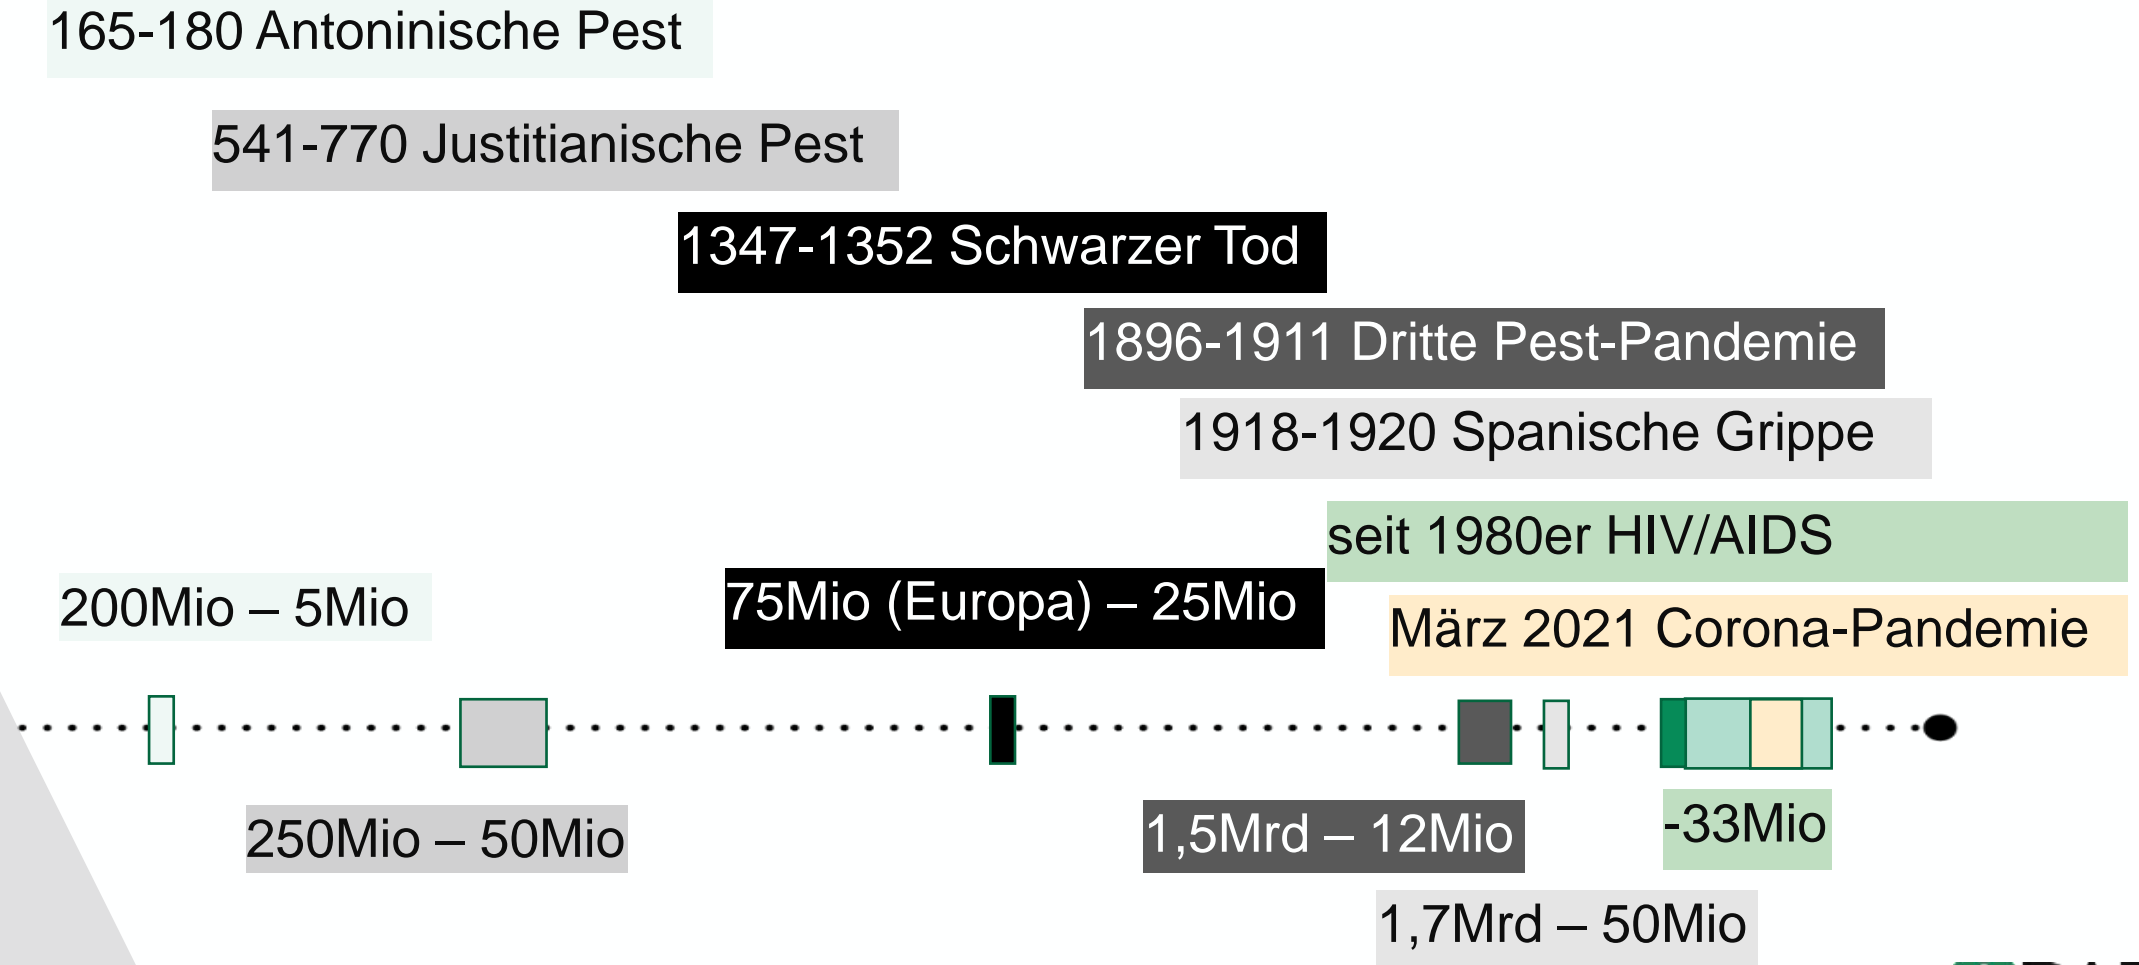 165-180 Antoninische Pest
541-770 Justitianische Pest
1347-1352 Schwarzer Tod
1896-1911 Dritte Pest-Pandemie
1918-1920 Spanische Grippe
seit 1980er HIV/AIDS
200Mio – 5Mio
75Mio (Europa) – 25Mio
März 2021 Corona-Pandemie
250Mio – 50Mio
1,5Mrd – 12Mio
-33Mio
1,7Mrd – 50Mio